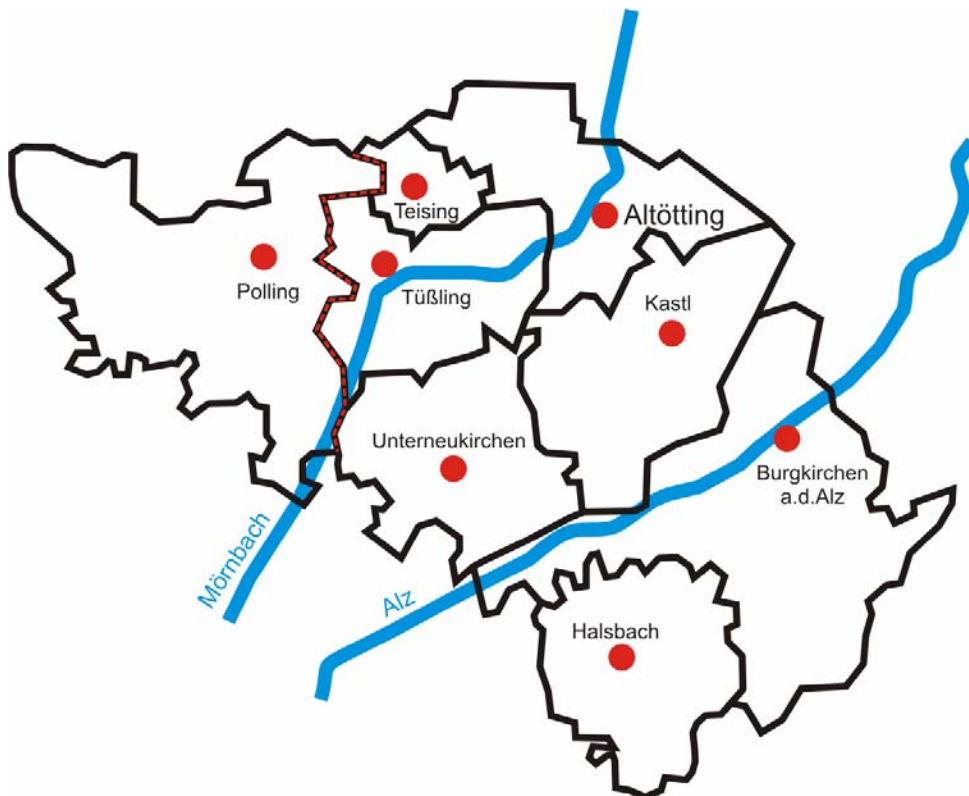 Teising
Altötting
Polling
Tüßling
Kastl
Unterneukirchen
Burgkirchen
a.d.Alz
Mörnbach
Alz
Halsbach